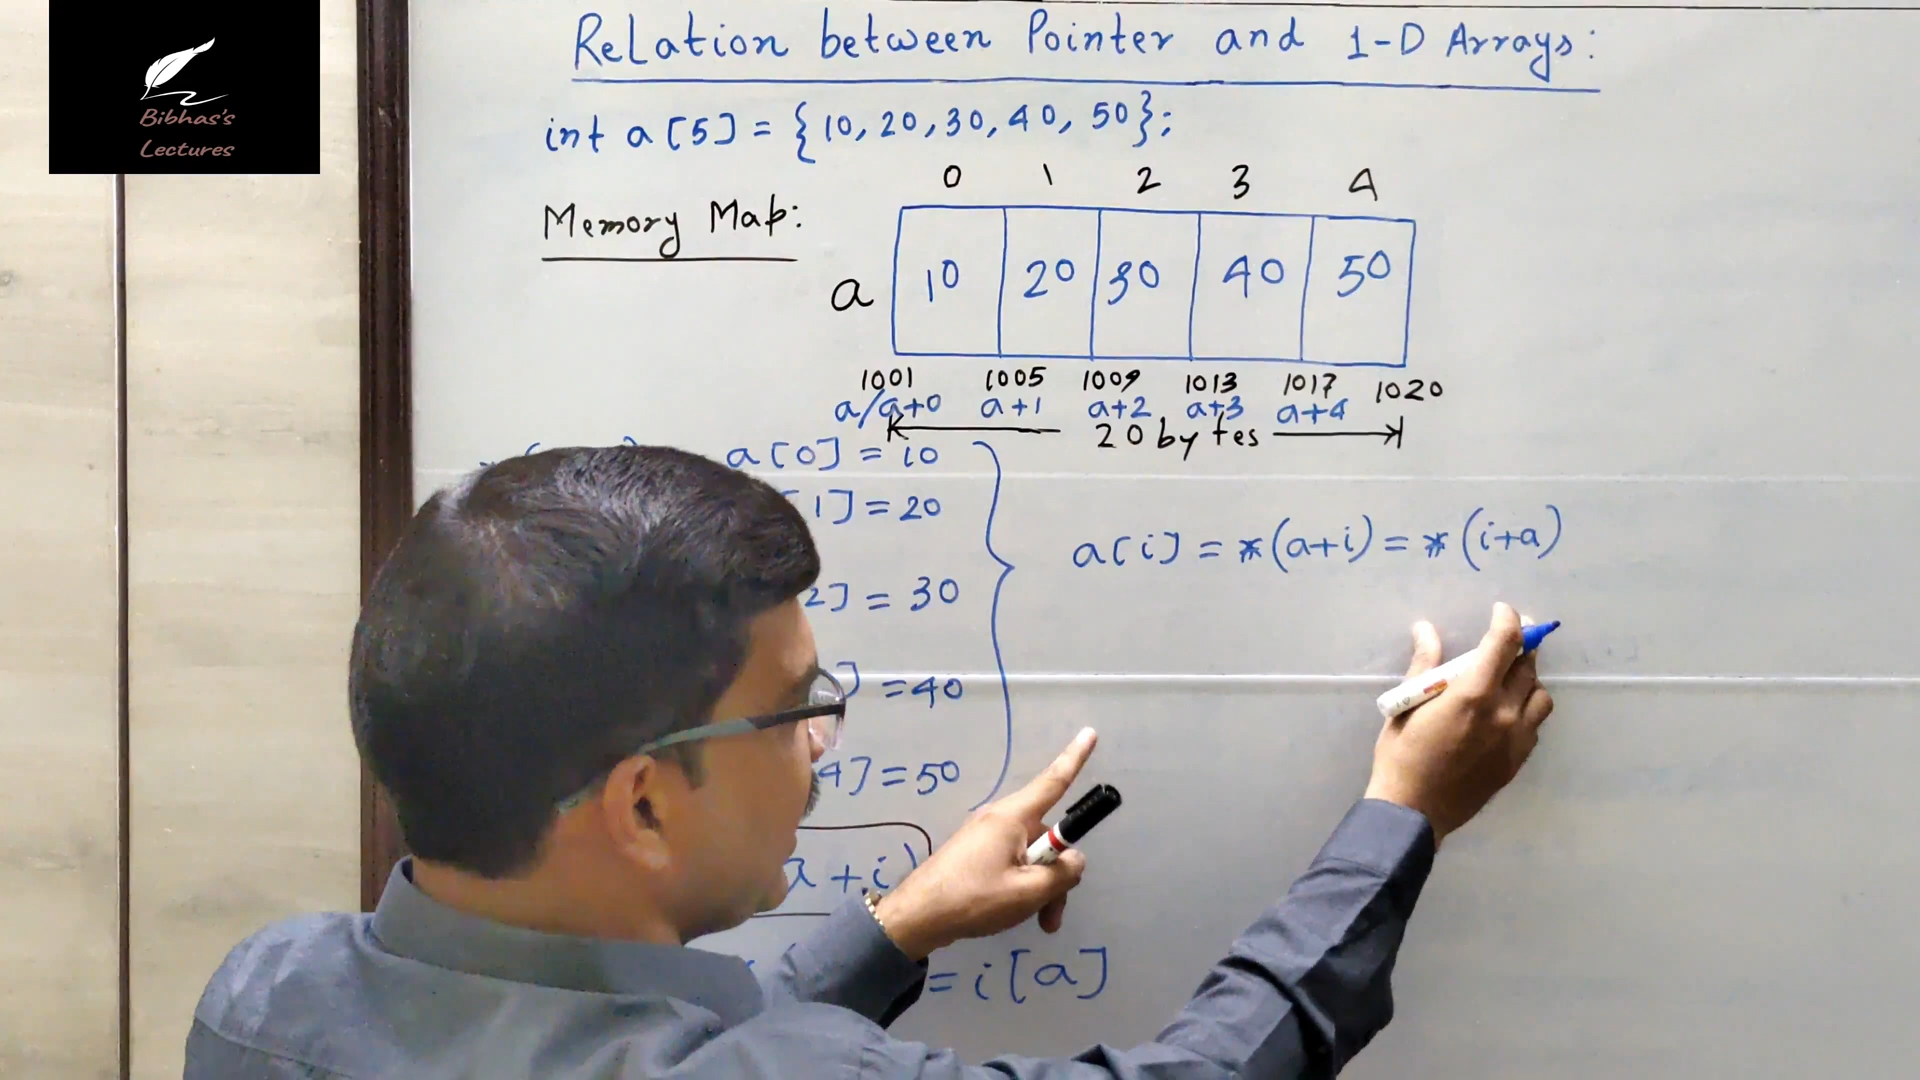 Bibhas's
Lectures
Relation between Pointer and 1-D Arrays:
int a[5] = {10, 20, 30, 40, 50};
Memory Map:
0 1 2 3 4
a 10 20 30 40 50
1001 1005 1009 1013 1017 1020
a/a+0 a+1 a+2 a+3 a+4
20 bytes
a[0] = 10
1] = 20
2] = 30
] = 40
4] = 50
a[i] = *(a+i) = *(i+a)
a+i)
= i[a]